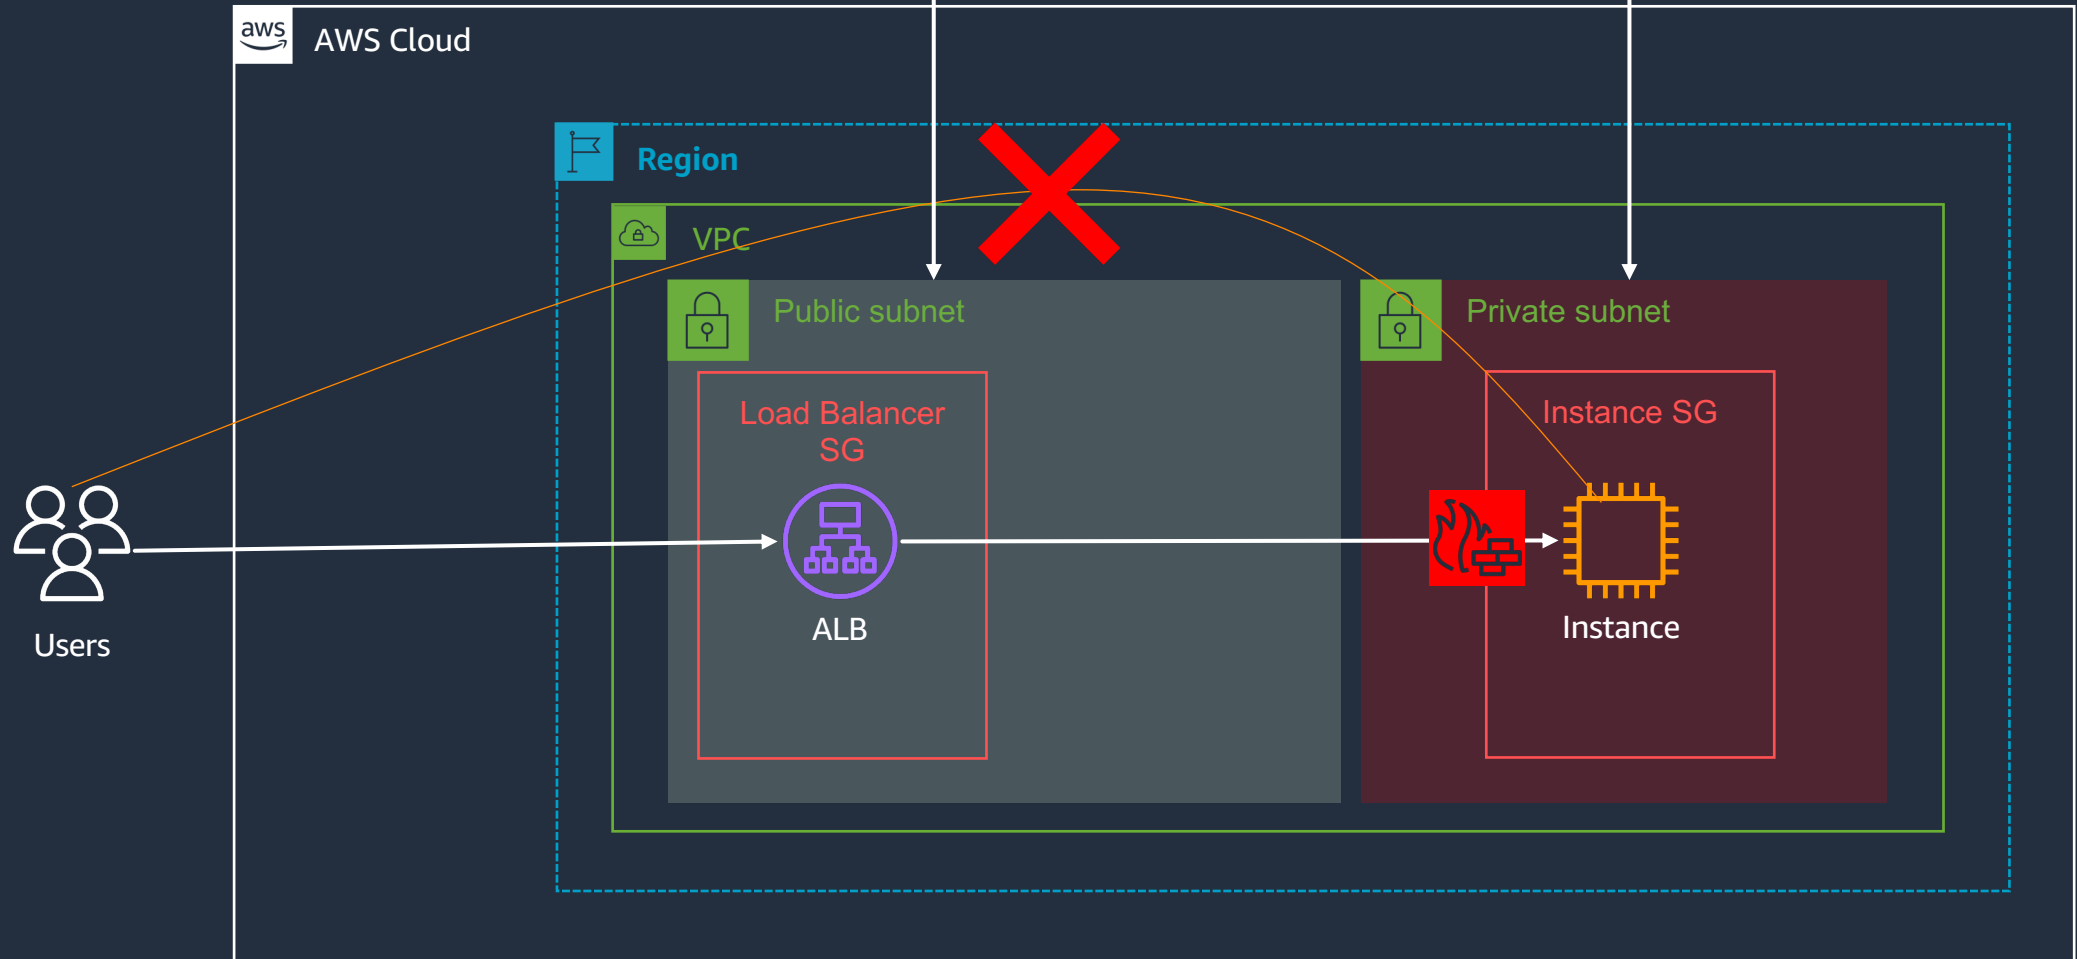 aws
AWS Cloud
Region
VPC
Public subnet
Private subnet
Load Balancer
SG
Instance SG
Users
ALB
Instance